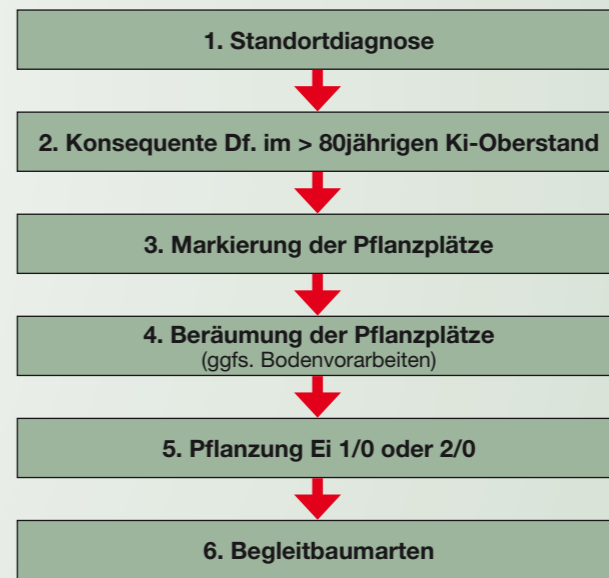 1. Standortdiagnose
2. Konsequente Df. im > 80jährigen Ki-Oberstand
3. Markierung der Pflanzplätze
4. Beräumung der Pflanzplätze
(ggfs. Bodenvorarbeiten)
5. Pflanzung Ei 1/0 oder 2/0
6. Begleitbaumarten